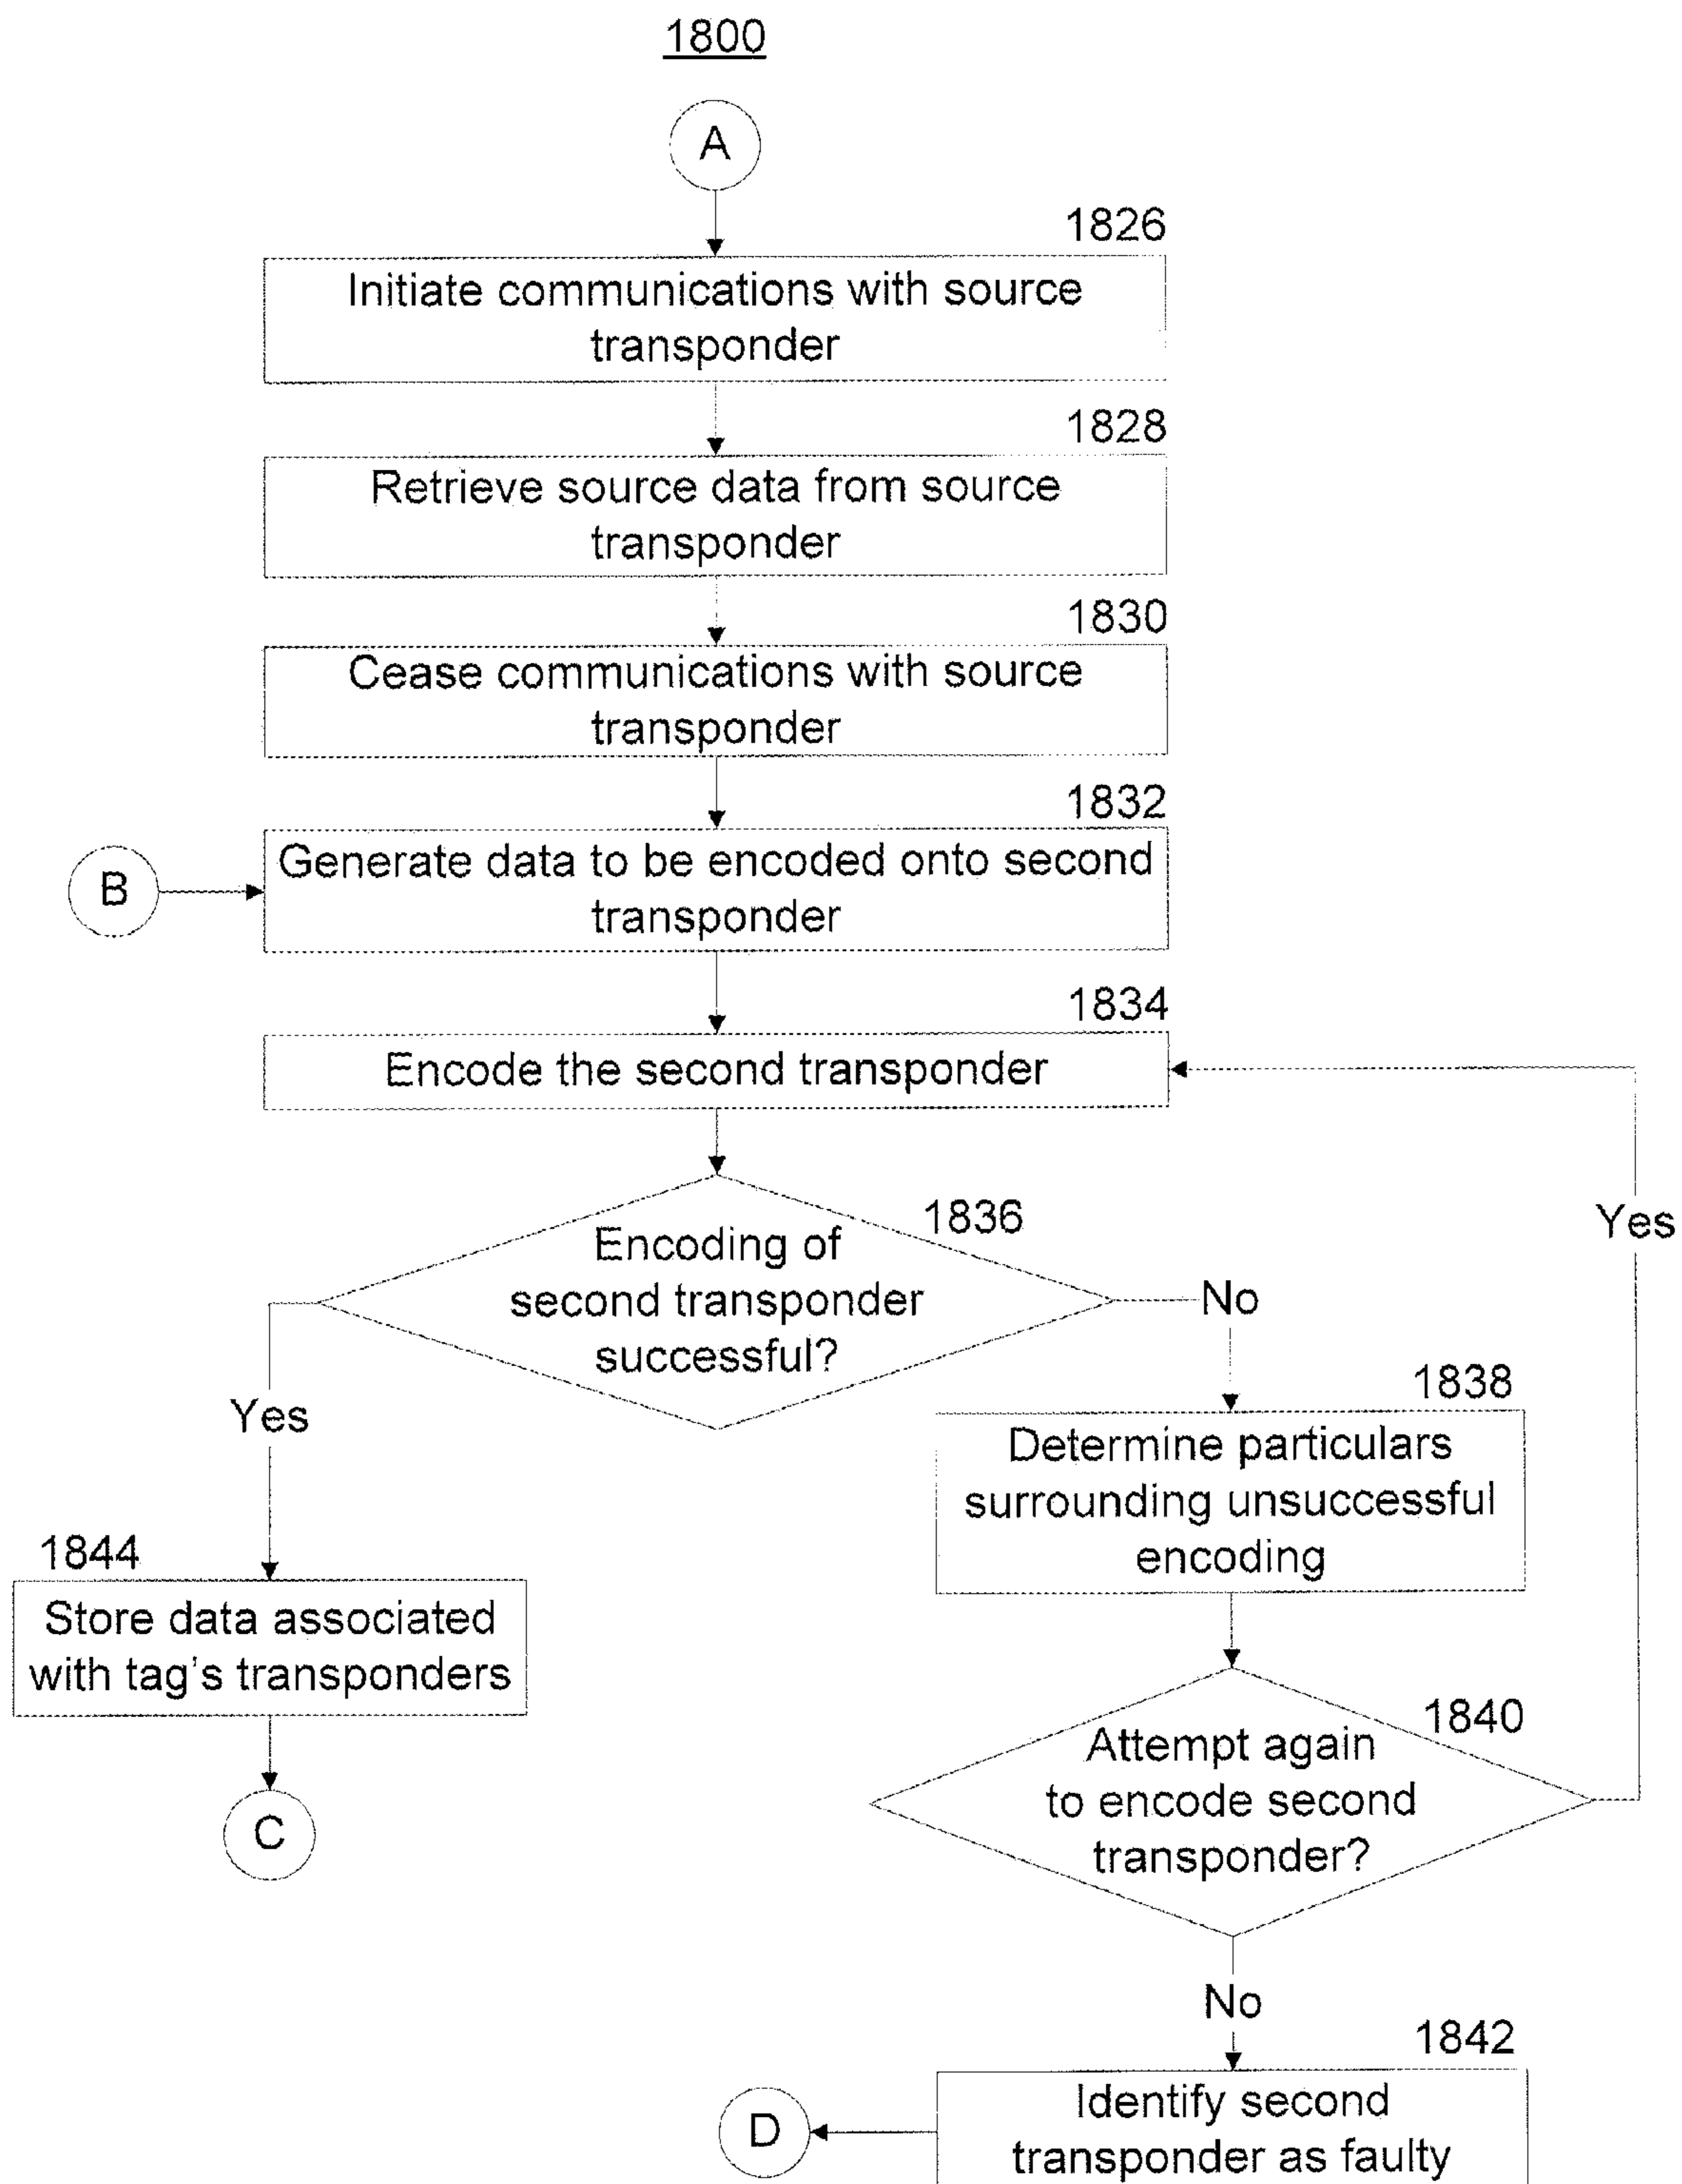 1800
A
1826
Initiate communications with source
transponder
1828
Retrieve source data from source
transponder
1830
Cease communications with source
transponder
1832
B
Generate data to be encoded onto second
transponder
1834
Encode the second transponder
1836
Encoding of
second transponder
successful?
Yes
No
Yes
1838
Determine particulars
surrounding unsuccessful
encoding
1844
Store data associated
with tag's transponders
C
1840
Attempt again
to encode second
transponder?
No
1842
Identify second
transponder as faulty
D